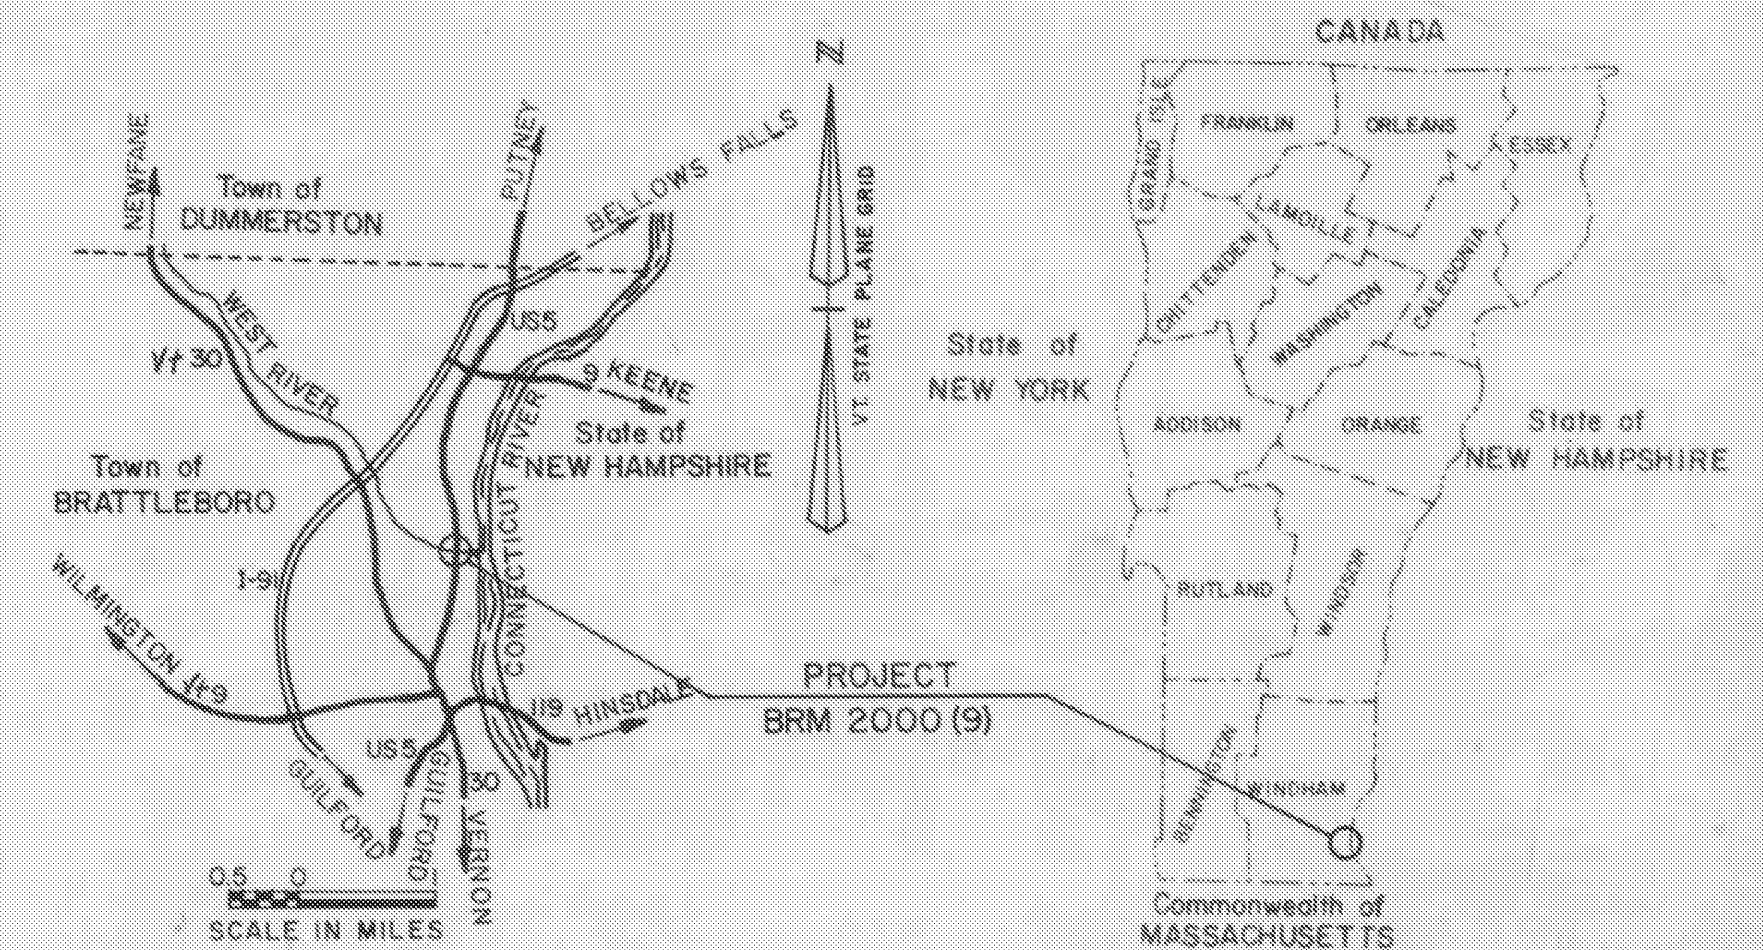 CANADA
NEWFANE
Town of
DUMMERSTON
PUTNEY
BELLOWS FALLS
N
VT. STATE PLANE GRID
GRAND ISLE
FRANKLIN
ORLEANS
ESSEX
LAMOILLE
CHITTENDEN
WASHINGTON
CALEDONIA
WEST RIVER
Vt 30
US5
9 KEENE
State of
NEW HAMPSHIRE
State of
NEW YORK
ADDISON
ORANGE
State of
NEW HAMPSHIRE
Town of
BRATTLEBORO
CONNECTICUT RIVER
I-91
WILMINGTON Vt 9
RUTLAND
WINDSOR
PROJECT
BRM 2000 (9)
119 HINSDALE
US5
GUILFORD
GUILFORD
30
VERNON
BENNINGTON
WINDHAM
0.5 0
SCALE IN MILES
Commonwealth of
MASSACHUSETTS